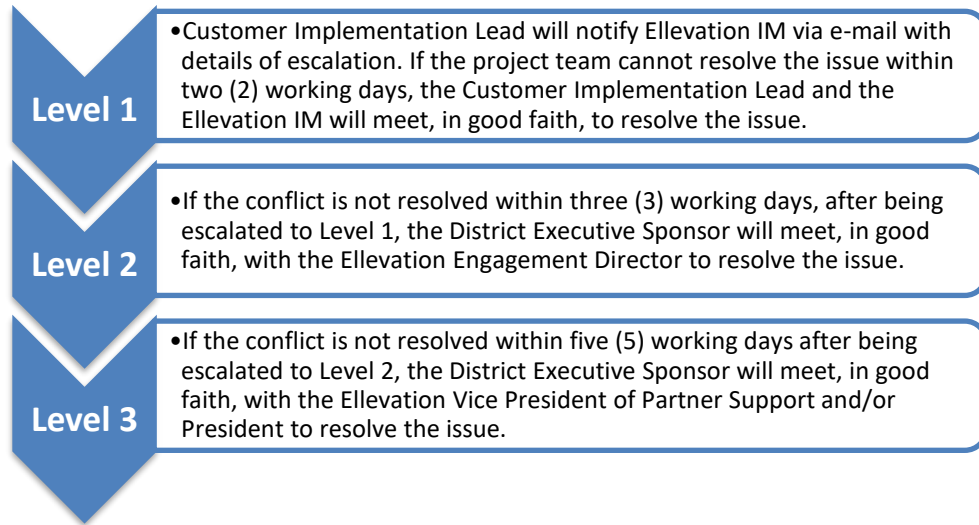 Level 1
•Customer Implementation Lead will notify Ellevation IM via e-mail with
details of escalation. If the project team cannot resolve the issue within
two (2) working days, the Customer Implementation Lead and the
Ellevation IM will meet, in good faith, to resolve the issue.
Level 2
•If the conflict is not resolved within three (3) working days, after being
escalated to Level 1, the District Executive Sponsor will meet, in good
faith, with the Ellevation Engagement Director to resolve the issue.
Level 3
•If the conflict is not resolved within five (5) working days after being
escalated to Level 2, the District Executive Sponsor will meet, in good
faith, with the Ellevation Vice President of Partner Support and/or
President to resolve the issue.